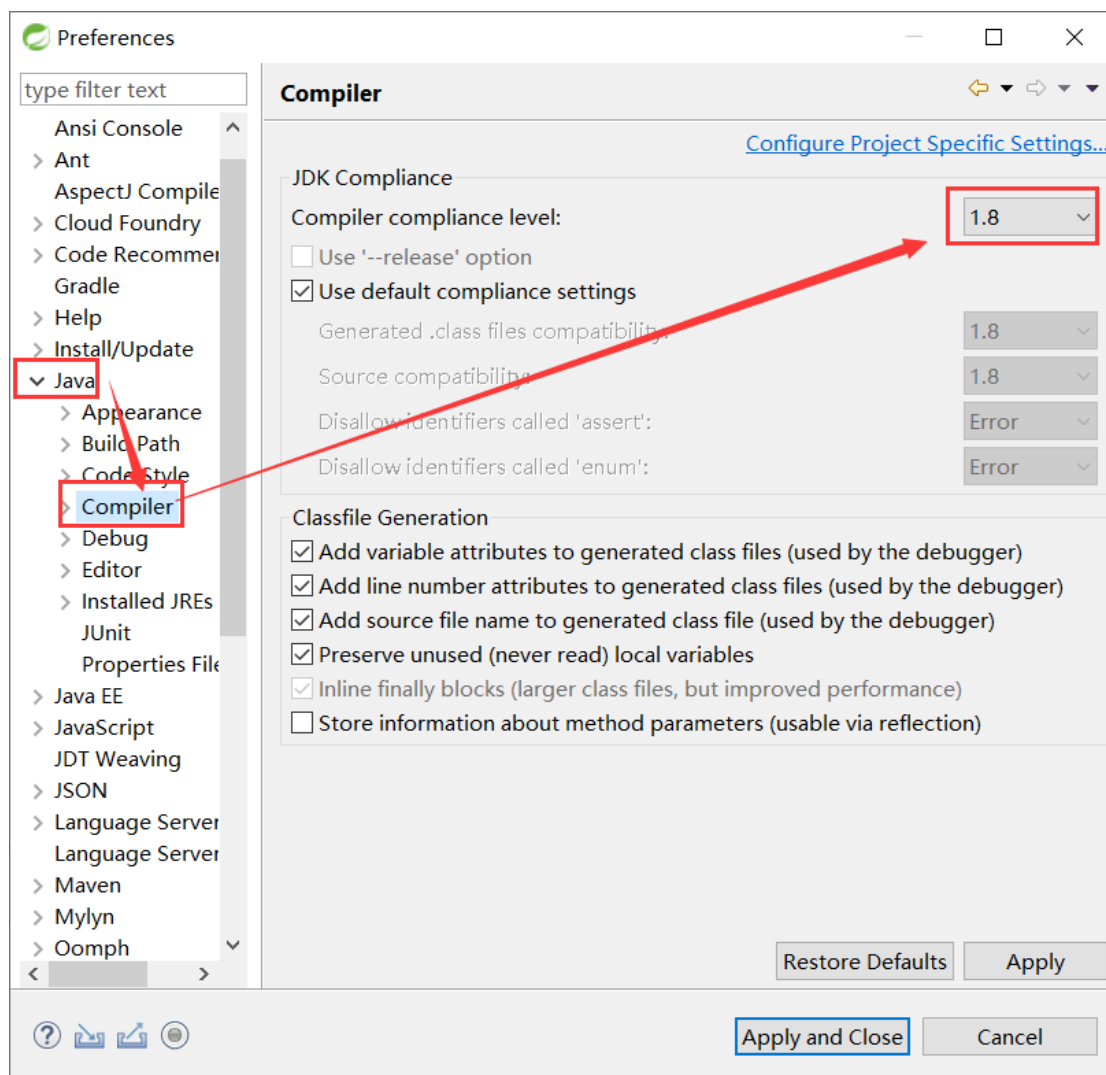 Preferences
type filter text
Ansi Console
Ant
AspectJ Compile
Cloud Foundry
Code Recommer
Gradle
Help
Install/Update
Java
Appearance
Build Path
Code Style
Compiler
Debug
Editor
Installed JREs
JUnit
Properties File
Java EE
JavaScript
JDT Weaving
JSON
Language Server
Language Server
Maven
Mylyn
Oomph
Compiler
Configure Project Specific Settings...
JDK Compliance
Compiler compliance level: 1.8
Use '--release' option
Use default compliance settings
Generated .class files compatibility: 1.8
Source compatibility: 1.8
Disallow identifiers called 'assert': Error
Disallow identifiers called 'enum': Error
Classfile Generation
Add variable attributes to generated class files (used by the debugger)
Add line number attributes to generated class files (used by the debugger)
Add source file name to generated class file (used by the debugger)
Preserve unused (never read) local variables
Inline finally blocks (larger class files, but improved performance)
Store information about method parameters (usable via reflection)
Restore Defaults Apply
Apply and Close Cancel